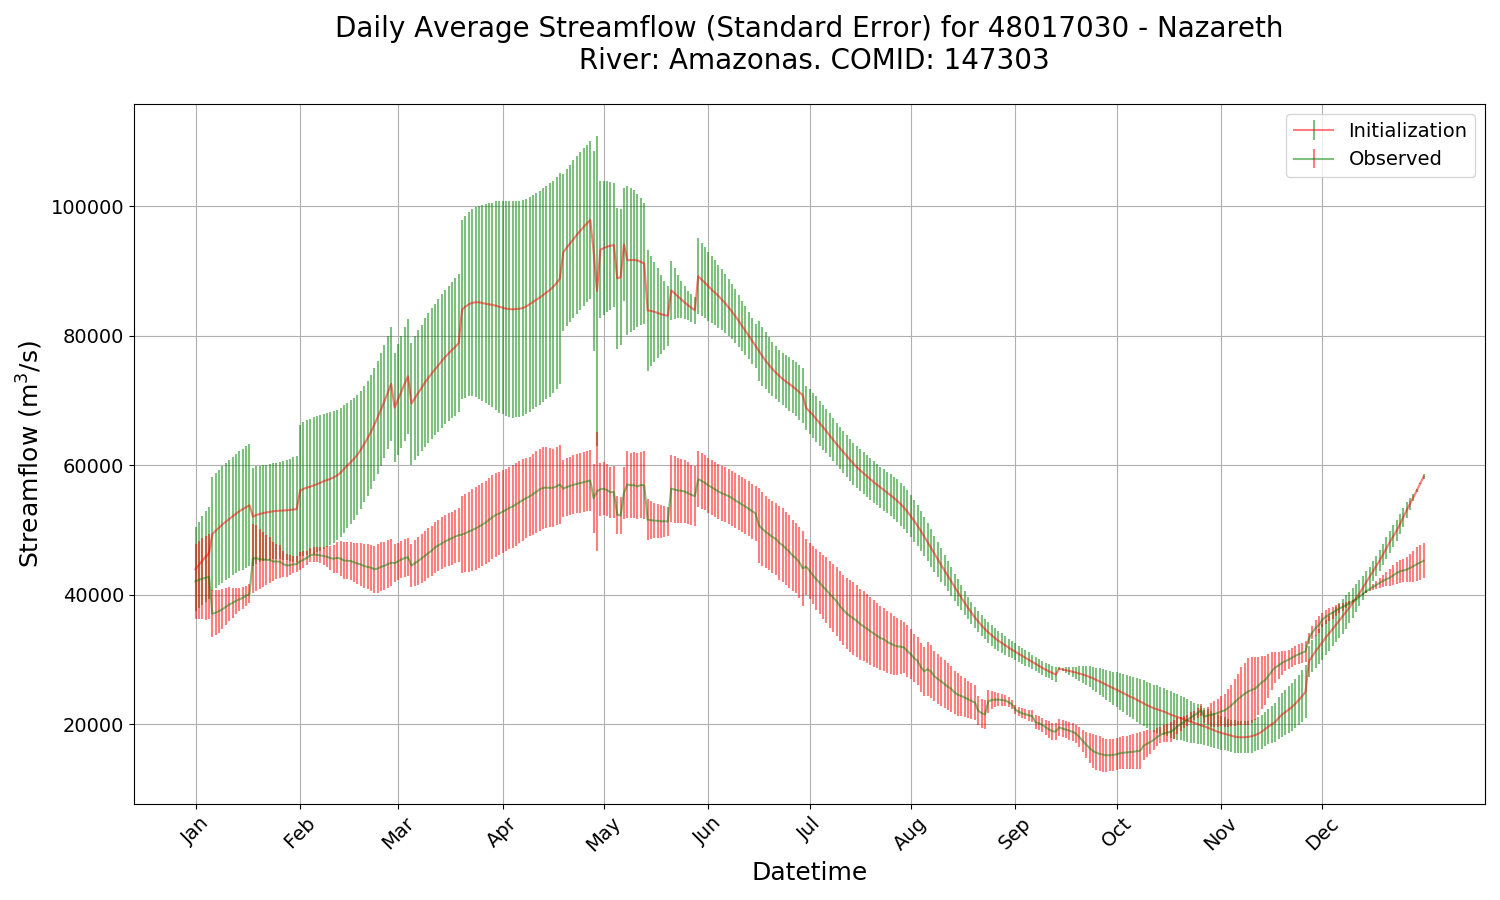 Daily Average Streamflow (Standard Error) for 48017030 - Nazareth
River: Amazonas. COMID: 147303
Initialization
Observed
Streamflow (m³/s)
100000
80000
60000
40000
20000
Jan
Feb
Mar
Apr
May
Jun
Jul
Aug
Sep
Oct
Nov
Dec
Datetime